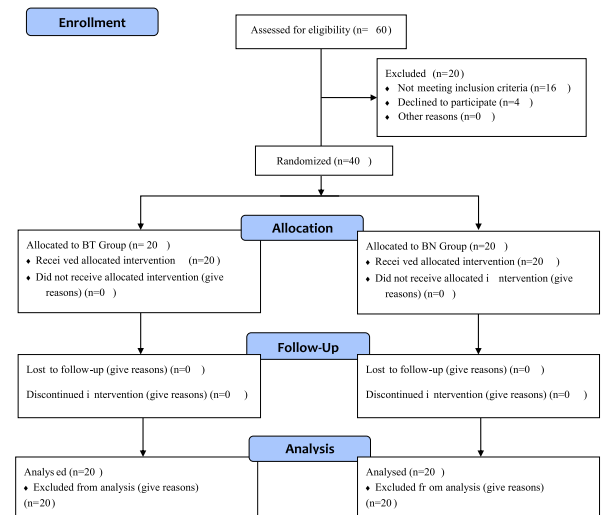 Enrollment
Assessed for eligibility (n= 60)
Excluded (n=20)
♦ Not meeting inclusion criteria (n=16 )
♦ Declined to participate (n=4 )
♦ Other reasons (n=0 )
Randomized (n=40 )
Allocation
Allocated to BT Group (n= 20 )
♦ Recei ved allocated intervention (n=20 )
♦ Did not receive allocated intervention (give
reasons) (n=0 )
Allocated to BN Group (n=20 )
♦ Recei ved allocated intervention (n=20 )
♦ Did not receive allocated i ntervention (give
reasons) (n=0 )
Follow-Up
Lost to follow-up (give reasons) (n=0 )
Discontinued i ntervention (give reasons) (n=0 )
Lost to follow-up (give reasons) (n=0 )
Discontinued i ntervention (give reasons) (n=0 )
Analysis
Analysed (n=20 )
♦ Excluded from analysis (give reasons)
(n=20 )
Analysed (n=20 )
♦ Excluded fr om analysis (give reasons)
(n=20 )